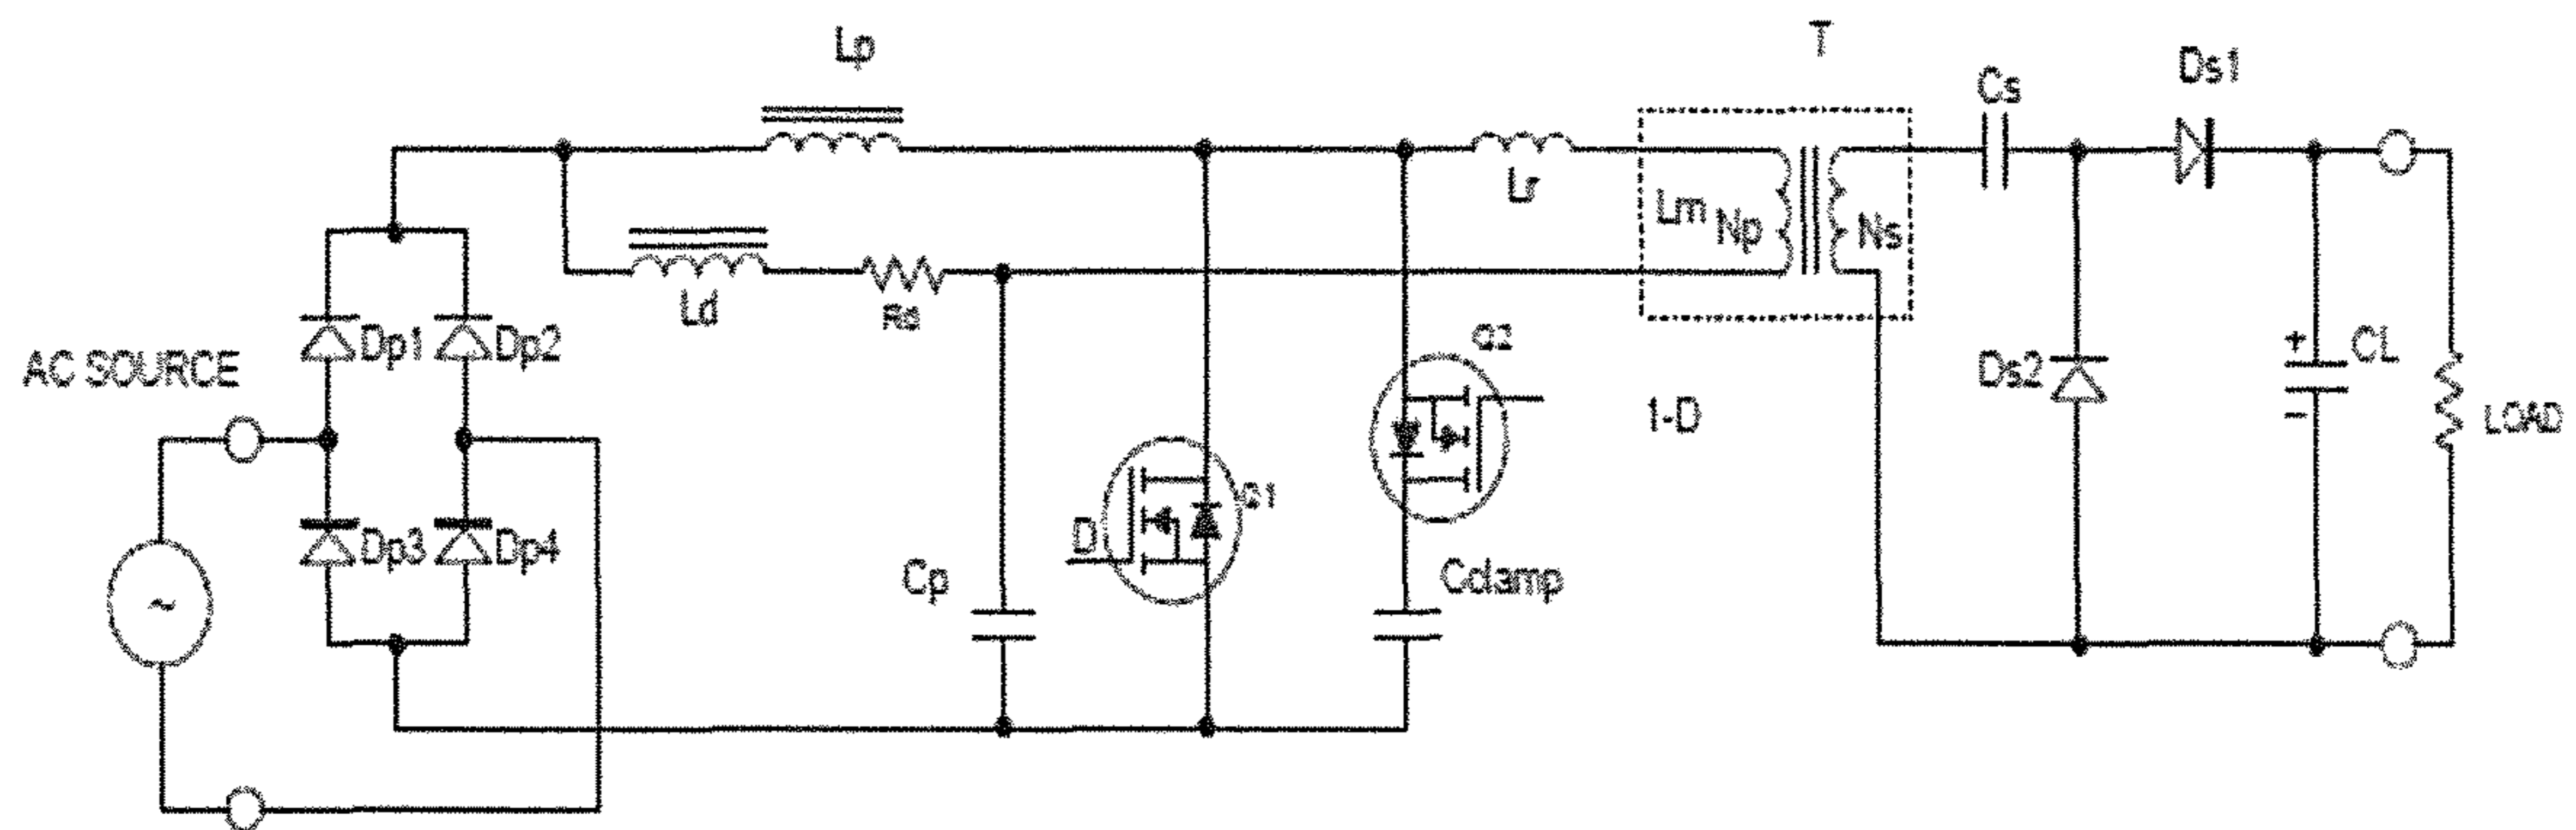 Lp
T
Cs
Ds1
Lr
Lm
Np
Ns
Ld
Rs
Dp1
Dp2
Q2
AC SOURCE
Ds2
+
CL
1-D
LOAD
-
Q1
D
Dp3
Dp4
Cp
Cclamp
~